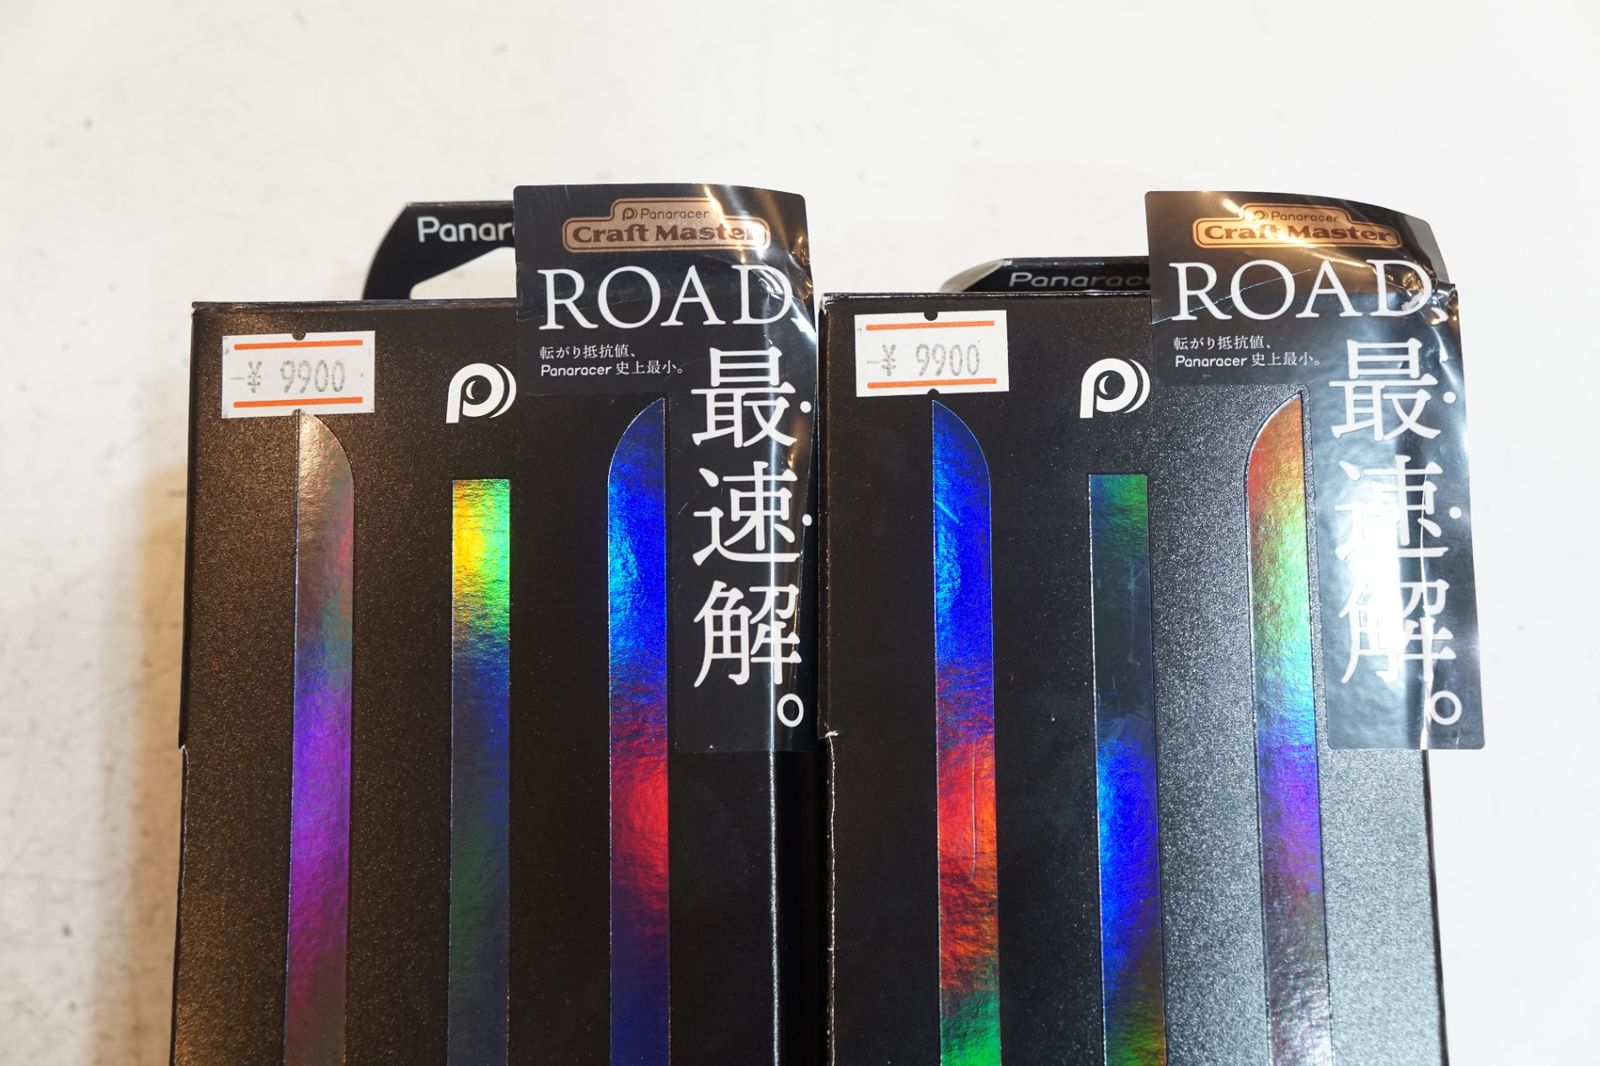 Panar
Panaracer
Craft Master
ROAD.
転がり抵抗値、
Panaracer 史上最小。
最速解。
¥ 9900
Panarac
Panaracer
Craft Master
ROAD.
転がり抵抗値、
Panaracer 史上最小。
最速解。
¥ 9900